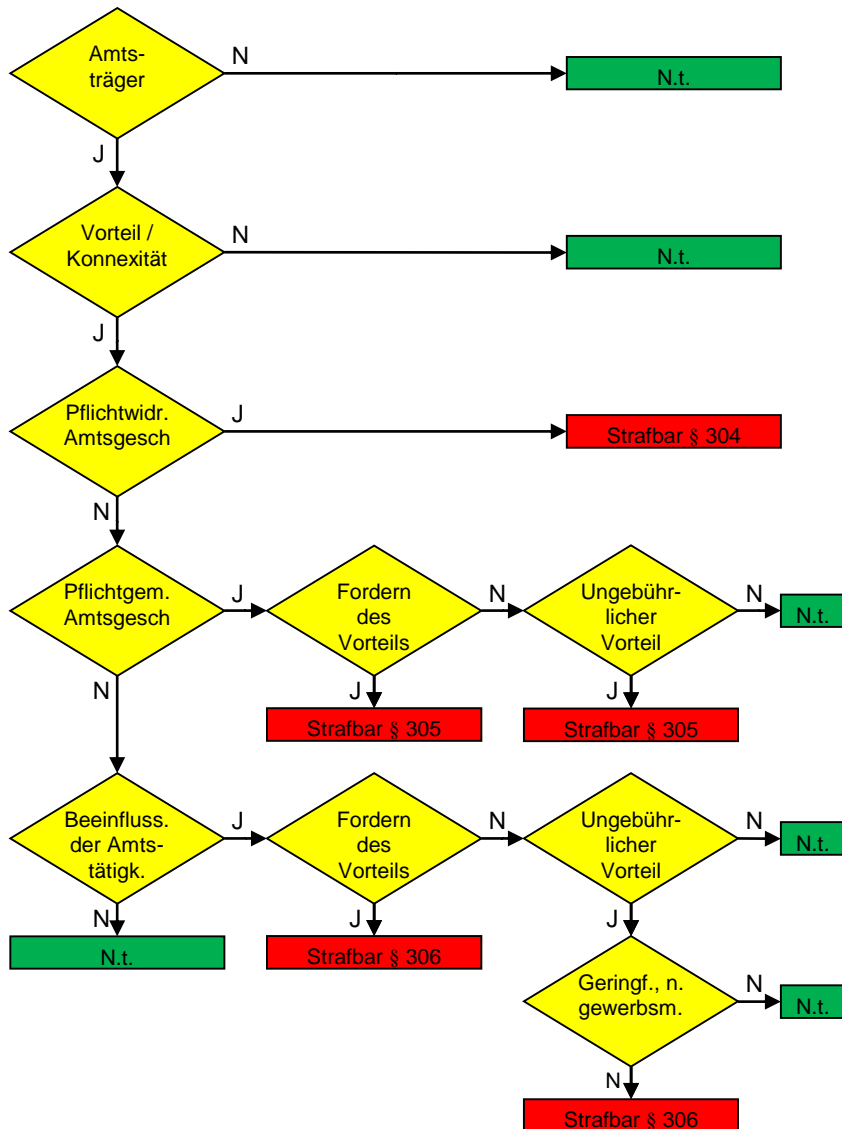 Amts-
träger
N
N.t.
J
Vorteil /
Konnexität
N
N.t.
J
Pflichtwidr.
Amtsgesch
J
Strafbar § 304
N
Pflichtgem.
Amtsgesch
J
Fordern
des
Vorteils
N
Ungebühr-
licher
Vorteil
N
N.t.
N
J
Strafbar § 305
J
Strafbar § 305
Beeinfluss.
der Amts-
tätigk.
J
Fordern
des
Vorteils
N
Ungebühr-
licher
Vorteil
N
N.t.
N
N.t.
J
Strafbar § 306
J
Geringf., n.
gewerbsm.
N
N.t.
N
Strafbar § 306